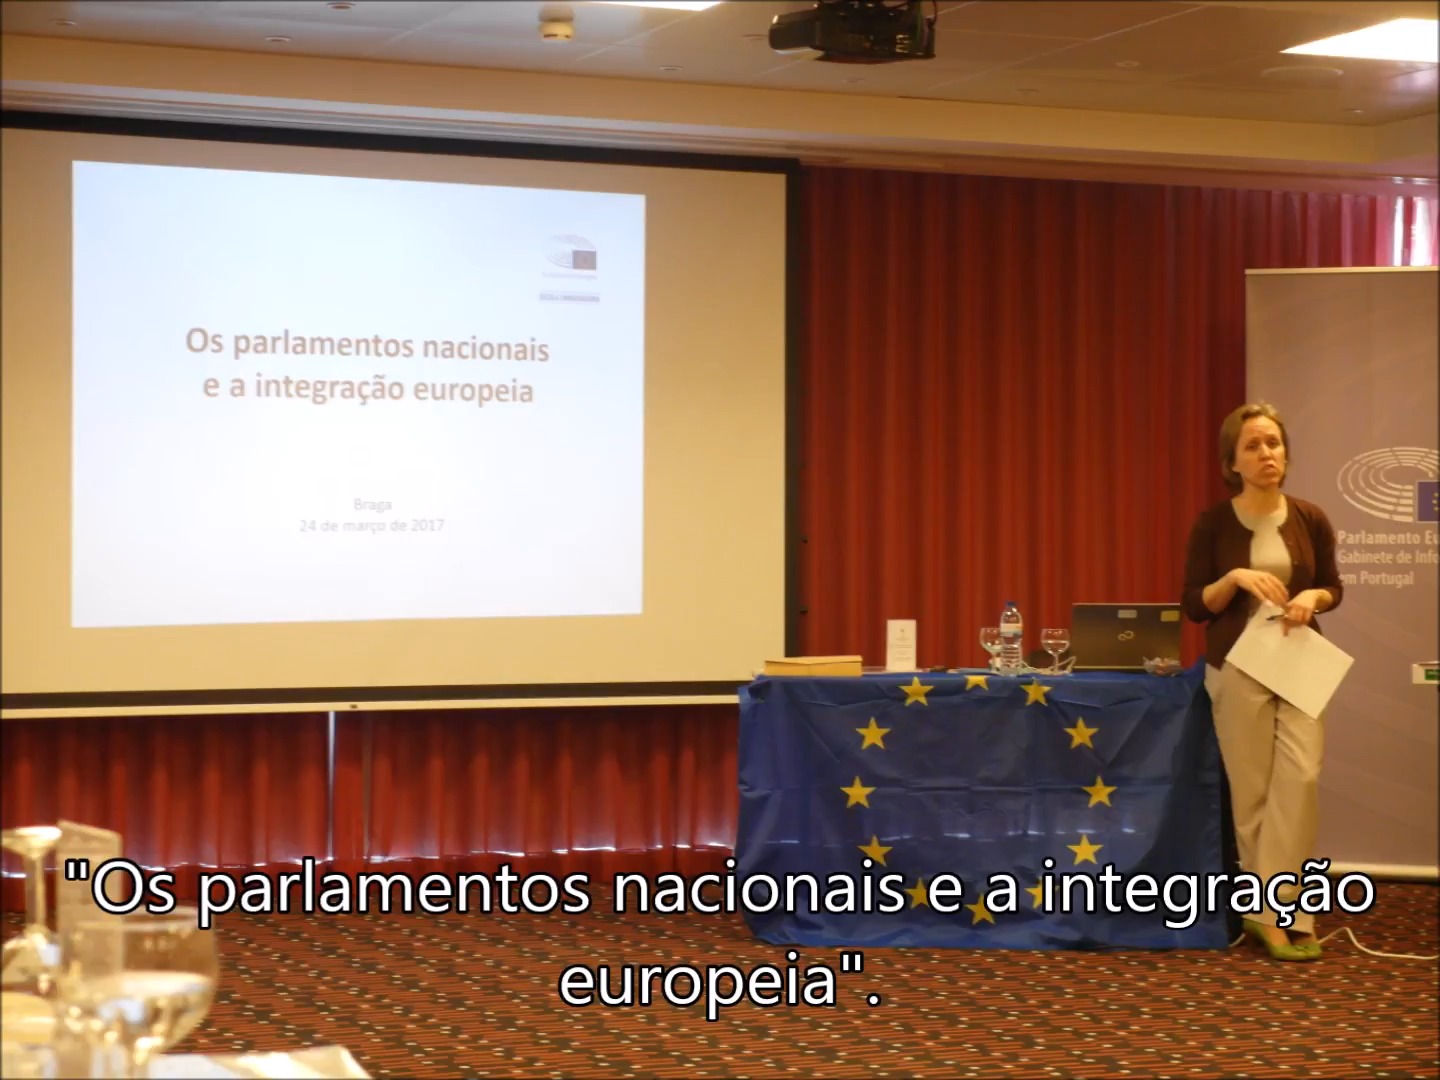 Os parlamentos nacionais
e a integração europeia
Braga
24 de março de 2017
Parlamento Eu
Gabinete de Info
em Portugal
"Os parlamentos nacionais e a integração
europeia".